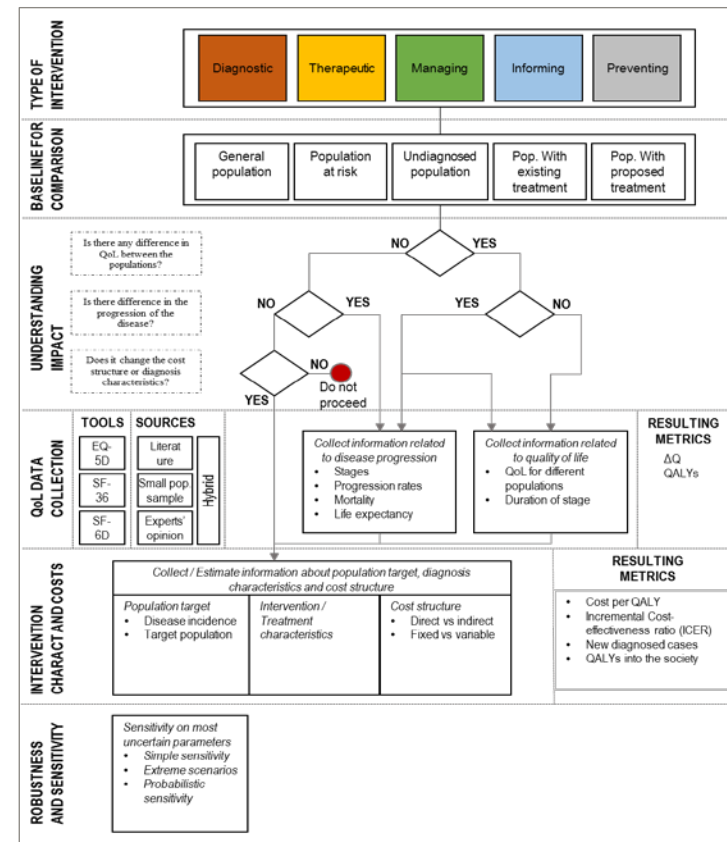 TYPE OF
INTERVENTION
Diagnostic
Therapeutic
Managing
Informing
Preventing
BASELINE FOR
COMPARISON
General
population
Population
at risk
Undiagnosed
population
Pop. With
existing
treatment
Pop. With
proposed
treatment
UNDERSTANDING
IMPACT
Is there any difference in
QoL between the
populations?
Is there difference in the
progression of the
disease?
Does it change the cost
structure or diagnosis
characteristics?
NO
YES
NO
YES
NO
NO
YES
Do not
proceed
QoL DATA
COLLECTION
TOOLS
EQ-
5D
SF-
36
SF-
6D
SOURCES
Literat
ure
Small pop.
sample
Experts'
opinion
Hybrid
Collect information related
to disease progression
• Stages
• Progression rates
• Mortality
• Life expectancy
Collect information related
to quality of life
• QoL for different
populations
• Duration of stage
RESULTING
METRICS
ΔQ
QALYs
INTERVENTION
CHARACT AND COSTS
Collect / Estimate information about population target, diagnosis
characteristics and cost structure
Population target
• Disease incidence
• Target population
Intervention /
Treatment
characteristics
Cost structure
• Direct vs indirect
• Fixed vs variable
RESULTING
METRICS
• Cost per QALY
• Incremental Cost-
effectiveness ratio (ICER)
• New diagnosed cases
• QALYs into the society
ROBUSTNESS
AND SENSITIVITY
Sensitivity on most
uncertain parameters
• Simple sensitivity
• Extreme scenarios
• Probabilistic
sensitivity